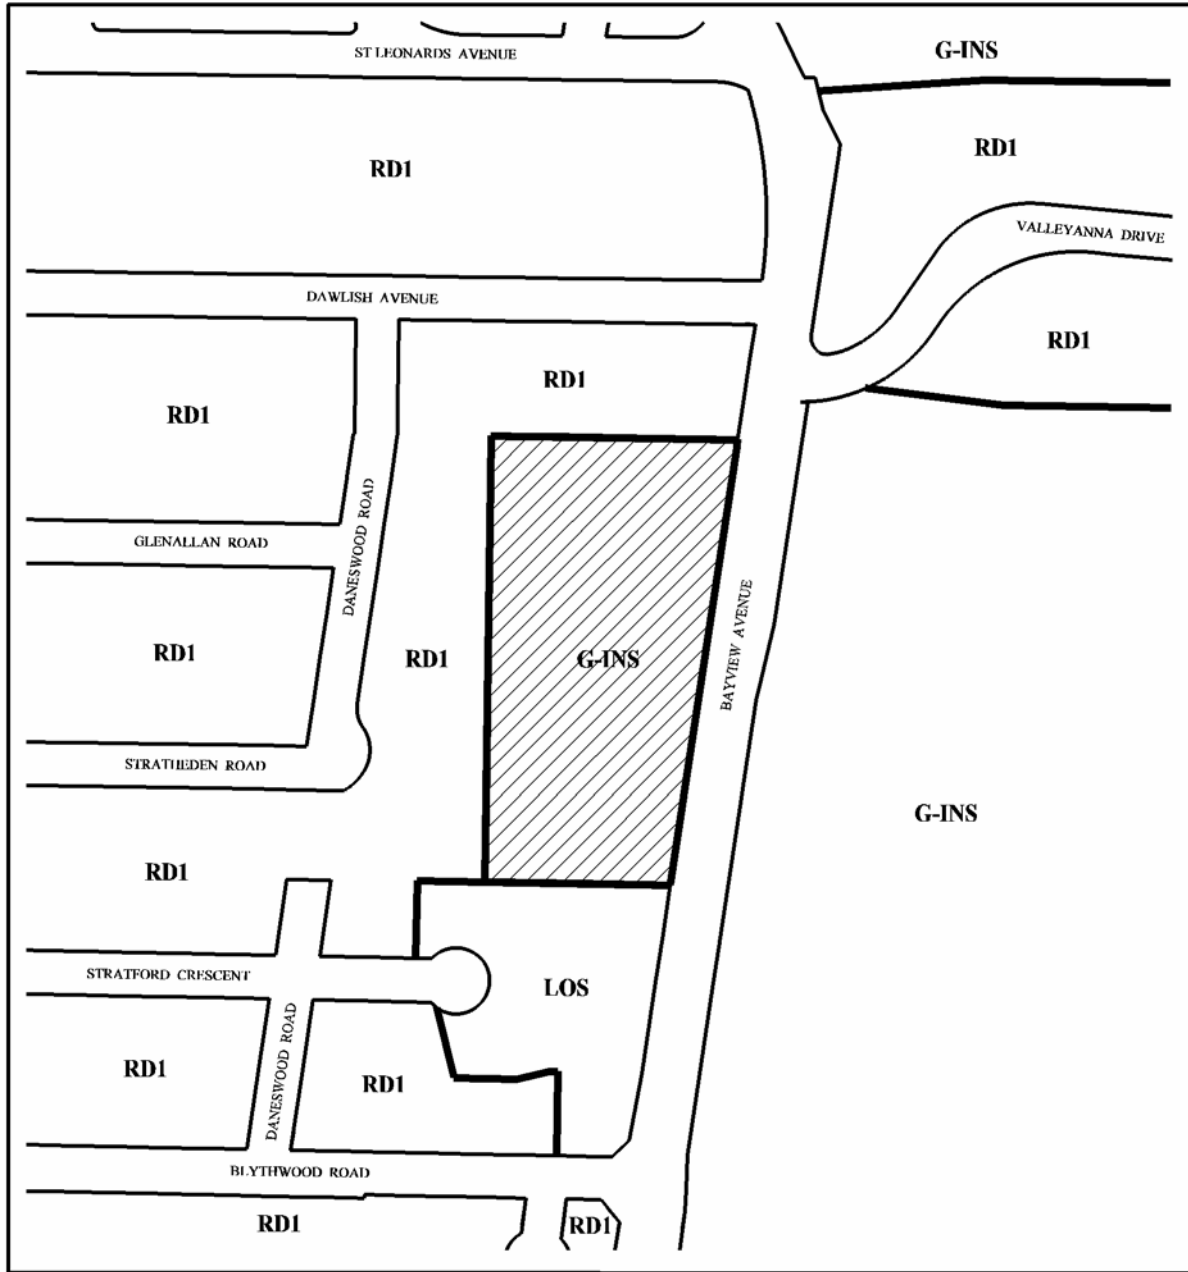 ST LEONARDS AVENUE
G-INS
RD1
RD1
VALLEYANNA DRIVE
DAWLISH AVENUE
RD1
RD1
RD1
DANESWOOD ROAD
GLENALLAN ROAD
BAYVIEW AVENUE
RD1
RD1
G-INS
STRATHEDEN ROAD
G-INS
RD1
STRATFORD CRESCENT
LOS
DANESWOOD ROAD
RD1
RD1
BLYTHWOOD ROAD
RD1
RD1